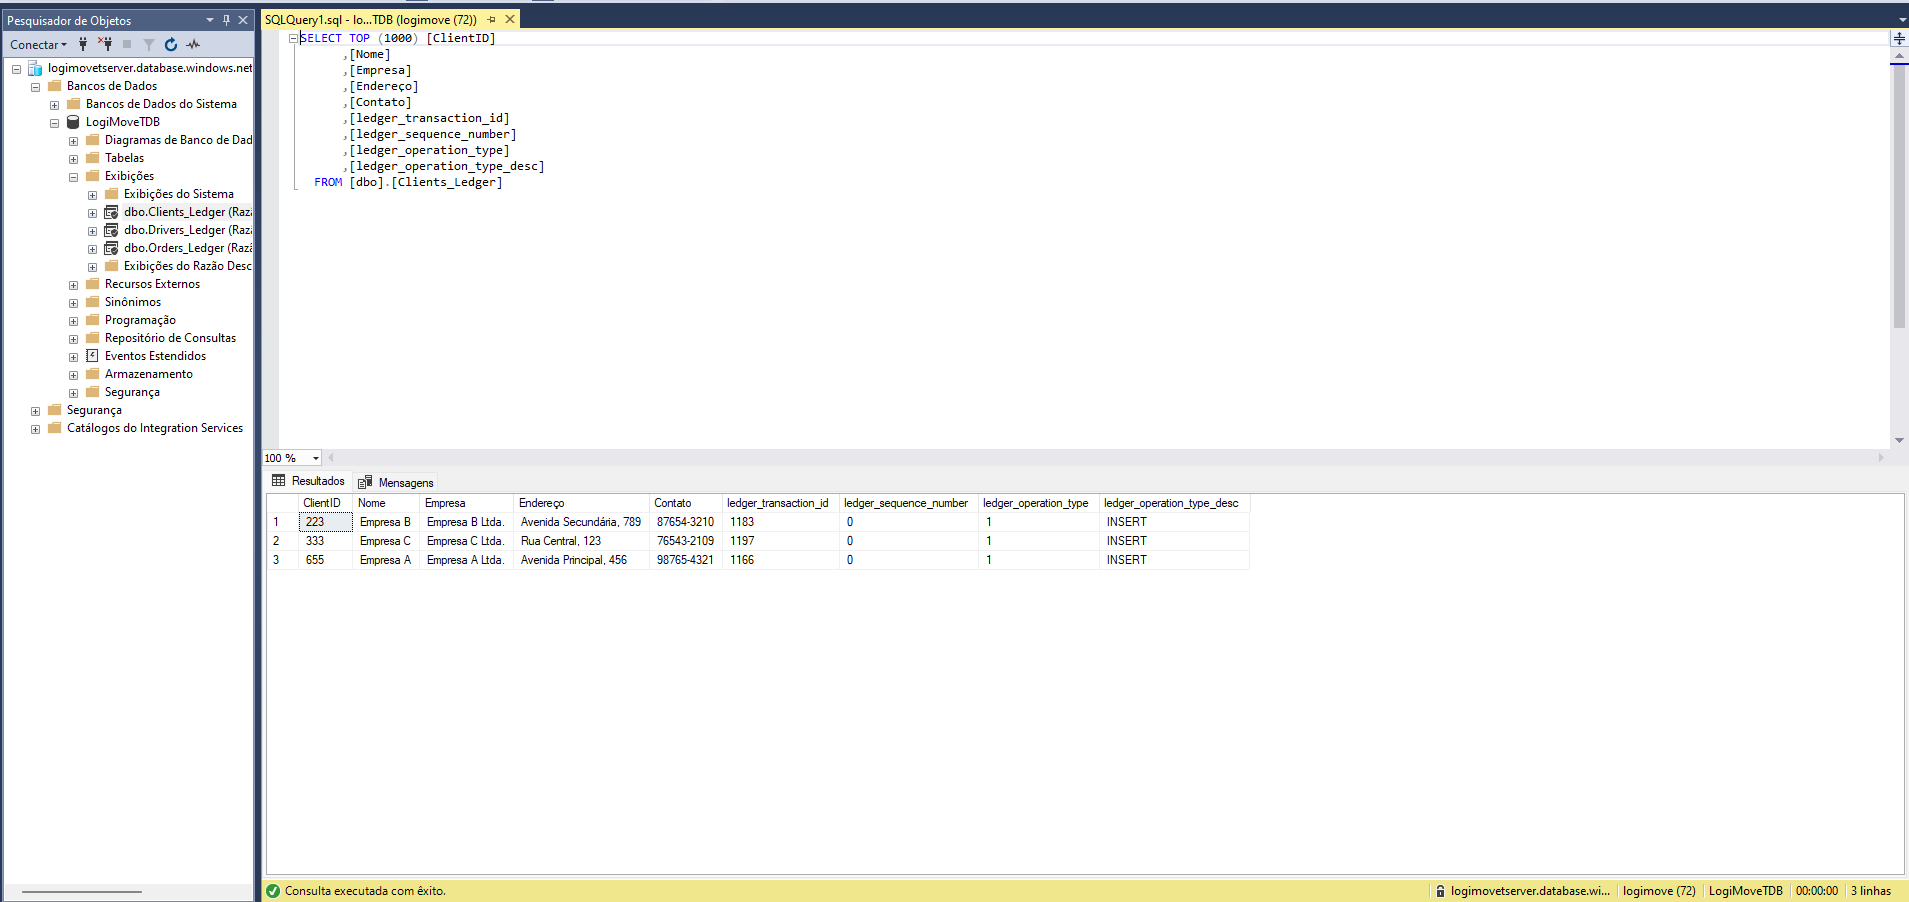 Pesquisador de Objetos
Conectar
logimovetserver.database.windows.net
Bancos de Dados
Bancos de Dados do Sistema
LogiMoveTDB
Diagramas de Banco de Dad
Tabelas
Exibições
Exibições do Sistema
dbo.Clients_Ledger (Razã
dbo.Drivers_Ledger (Razã
dbo.Orders_Ledger (Razã
Exibições do Razão Desc
Recursos Externos
Sinônimos
Programação
Repositório de Consultas
Eventos Estendidos
Armazenamento
Segurança
Segurança
Catálogos do Integration Services
SQLQuery1.sql - lo...TDB (logimove (72))
SELECT TOP (1000) [ClientID]
,[Nome]
,[Empresa]
,[Endereço]
,[Contato]
,[ledger_transaction_id]
,[ledger_sequence_number]
,[ledger_operation_type]
,[ledger_operation_type_desc]
FROM [dbo].[Clients_Ledger]
100 %
Resultados Mensagens
ClientID Nome Empresa Endereço Contato ledger_transaction_id ledger_sequence_number ledger_operation_type ledger_operation_type_desc
1 223 Empresa B Empresa B Ltda. Avenida Secundária, 789 87654-3210 1183 0 1 INSERT
2 333 Empresa C Empresa C Ltda. Rua Central, 123 76543-2109 1197 0 1 INSERT
3 655 Empresa A Empresa A Ltda. Avenida Principal, 456 98765-4321 1166 0 1 INSERT
Consulta executada com êxito. logimovetserver.database.wi... logimove (72) LogiMoveTDB 00:00:00 3 linhas